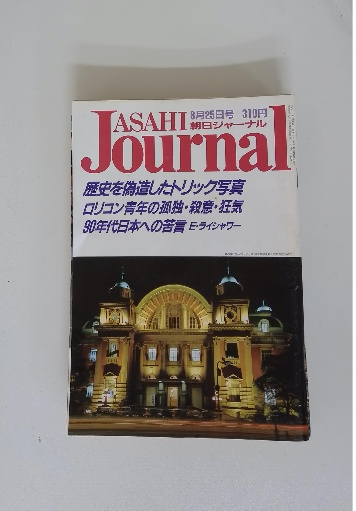 8月25日号 310円
ASAHI 朝日ジャーナル
Journal
歴史を偽造したトリック写真
ロリコン青年の孤独・殺意・狂気
90年代日本への苦言 E・ライシャワー